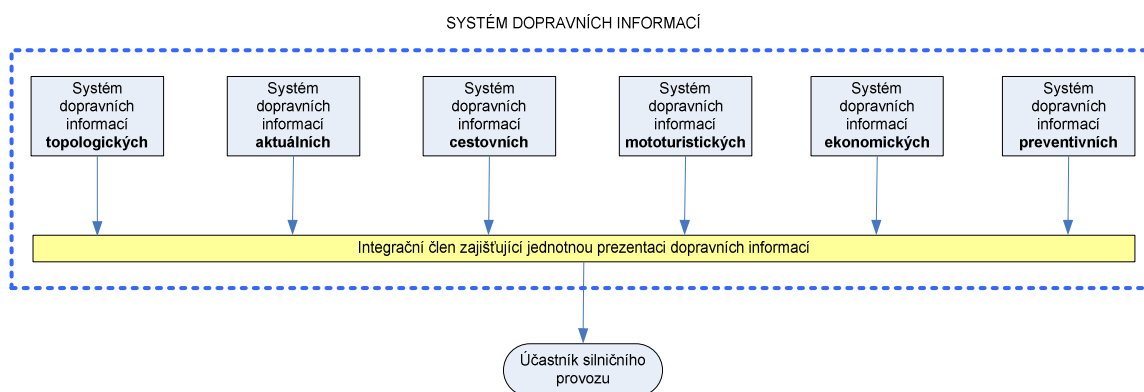 SYSTÉM DOPRAVNÍCH INFORMACÍ
Systém
dopravních
informací
topologických
Systém
dopravních
informací
aktuálních
Systém
dopravních
informací
cestovních
Systém
dopravních
informací
mototuristických
Systém
dopravních
informací
ekonomických
Systém
dopravních
informací
preventivních
Integrační člen zajišťující jednotnou prezentaci dopravních informací
Účastník silničního
provozu